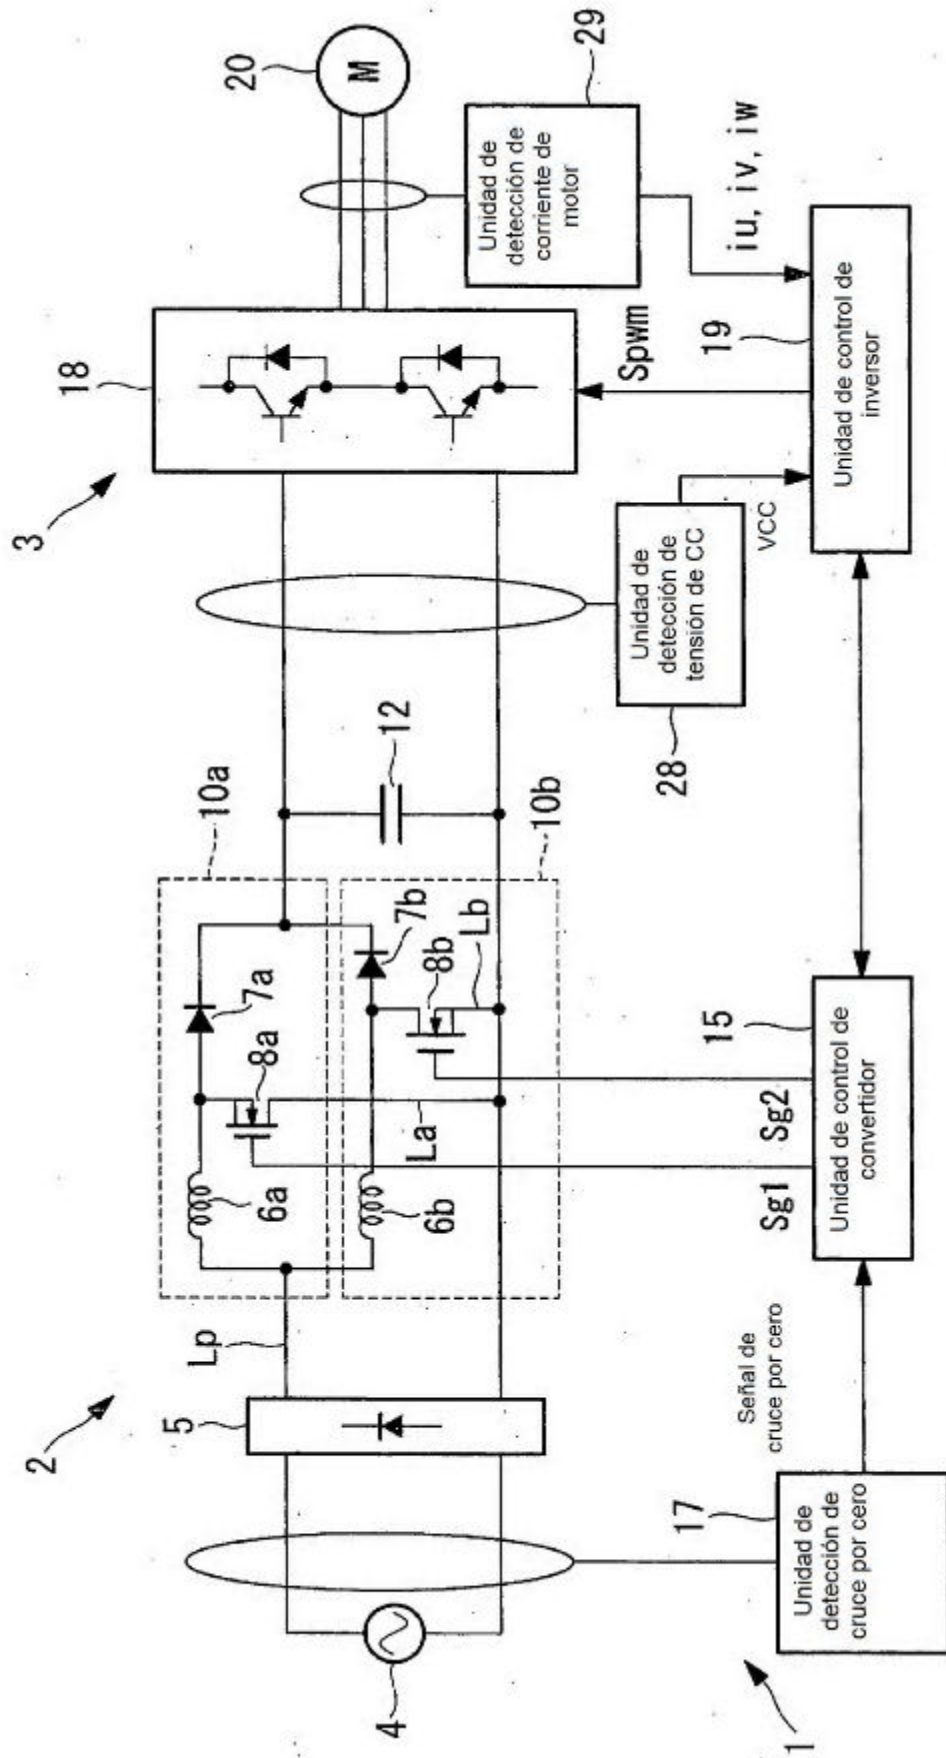 2
3
Lp
5
4
10a
7a
8a
6a
6b
La
7b
8b
Lb
10b
12
18
20
M
Unidad de
detección de
corriente de
motor
29
iu, iv, iw
Spwm
Unidad de
detección de
tensión de CC
28
VCC
19
Unidad de control de
inversor
15
Unidad de control de
convertidor
Sg1
Sg2
Señal de
cruce por cero
17
Unidad de
detección de
cruce por cero
1